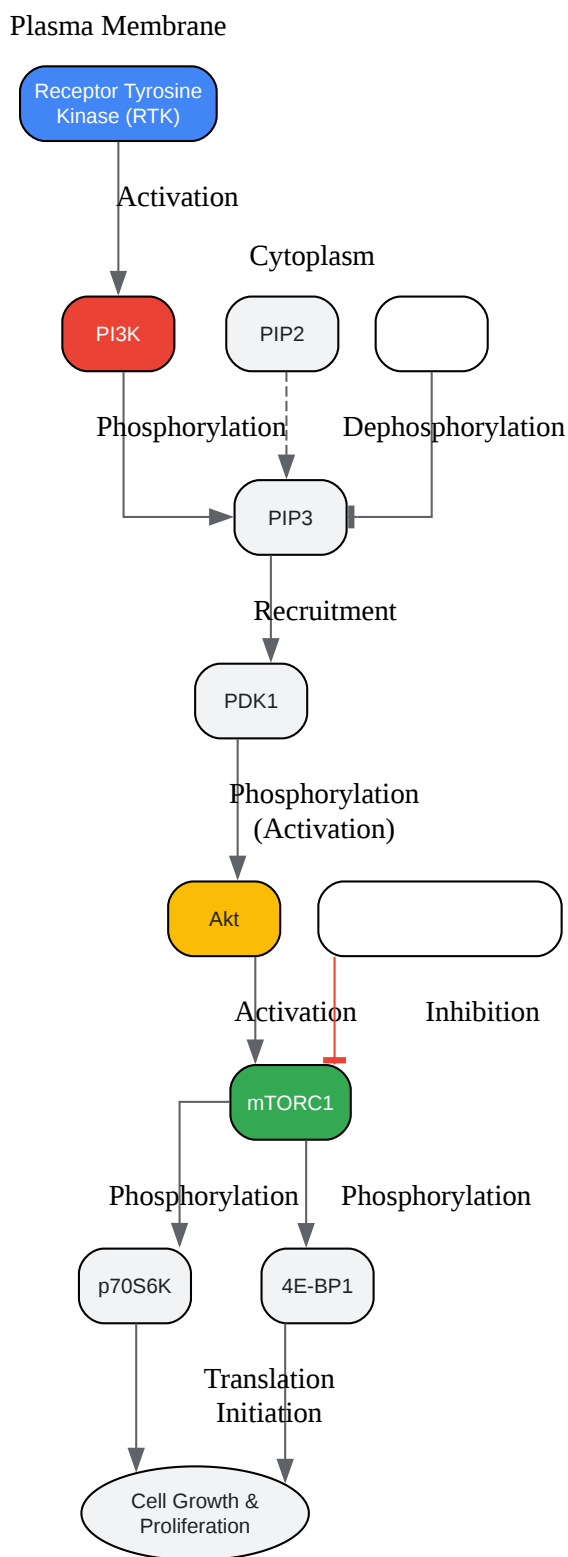 Plasma Membrane
Receptor Tyrosine
Kinase (RTK)
Activation
Cytoplasm
PI3K
PIP2
Phosphorylation
Dephosphorylation
PIP3
Recruitment
PDK1
Phosphorylation
(Activation)
Akt
Activation
Inhibition
mTORC1
Phosphorylation
Phosphorylation
p70S6K
4E-BP1
Translation
Initiation
Cell Growth &
Proliferation